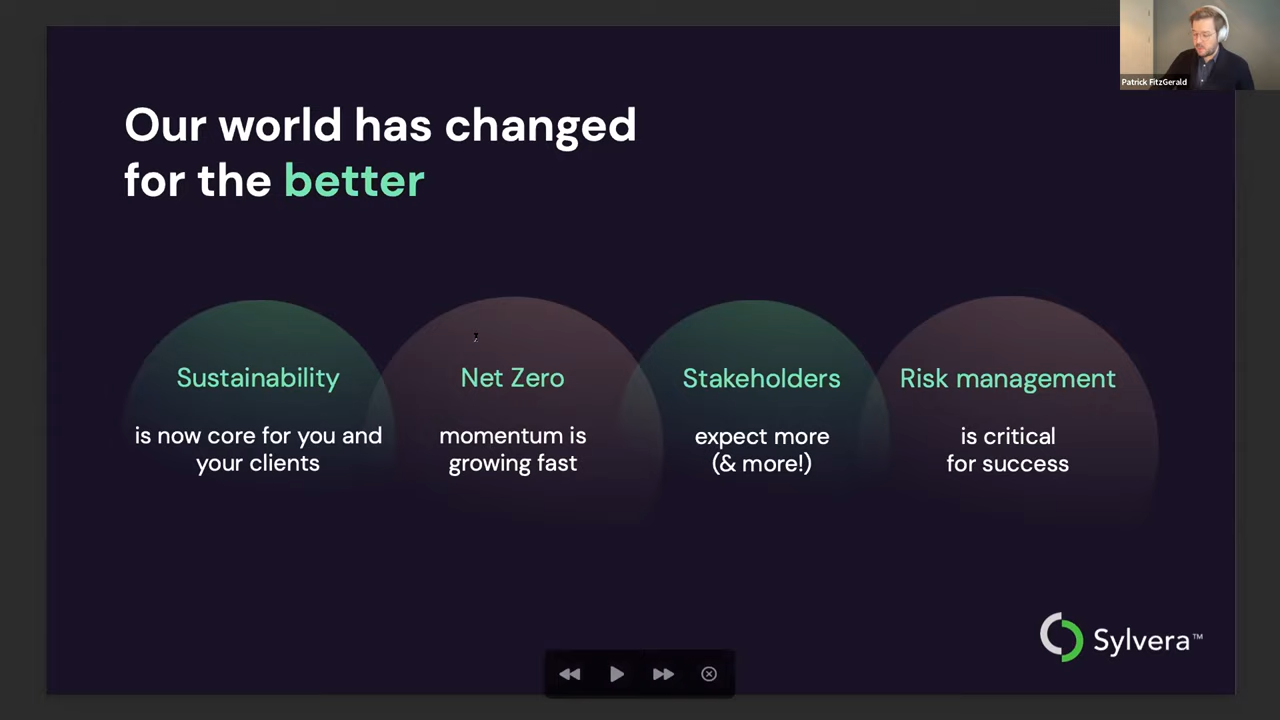 Patrick FitzGerald
Our world has changed
for the better
Sustainability
is now core for you and
your clients
Net Zero
momentum is
growing fast
Stakeholders
expect more
(& more!)
Risk management
is critical
for success
Sylvera™